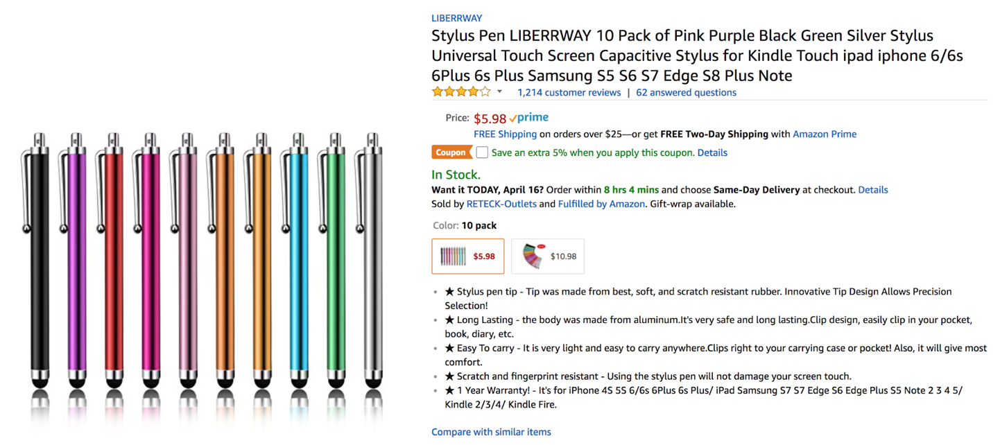 LIBERRWAY
Stylus Pen LIBERRWAY 10 Pack of Pink Purple Black Green Silver Stylus
Universal Touch Screen Capacitive Stylus for Kindle Touch ipad iphone 6/6s
6Plus 6s Plus Samsung S5 S6 S7 Edge S8 Plus Note
1,214 customer reviews | 62 answered questions
Price: $5.98 prime
FREE Shipping on orders over $25—or get FREE Two-Day Shipping with Amazon Prime
Coupon Save an extra 5% when you apply this coupon. Details
In Stock.
Want it TODAY, April 16? Order within 8 hrs 4 mins and choose Same-Day Delivery at checkout. Details
Sold by RETECK-Outlets and Fulfilled by Amazon. Gift-wrap available.
Color: 10 pack
$5.98 $10.98
• ★ Stylus pen tip - Tip was made from best, soft, and scratch resistant rubber. Innovative Tip Design Allows Precision
Selection!
• ★ Long Lasting - the body was made from aluminum.It's very safe and long lasting.Clip design, easily clip in your pocket,
book, diary, etc.
• ★ Easy To carry - It is very light and easy to carry anywhere.Clips right to your carrying case or pocket! Also, it will give most
comfort.
• ★ Scratch and fingerprint resistant - Using the stylus pen will not damage your screen touch.
• ★ 1 Year Warranty! - It's for iPhone 4S 5S 6/6s 6Plus 6s Plus/ iPad Samsung S7 S7 Edge S6 Edge Plus S5 Note 2 3 4 5/
Kindle 2/3/4/ Kindle Fire.
Compare with similar items